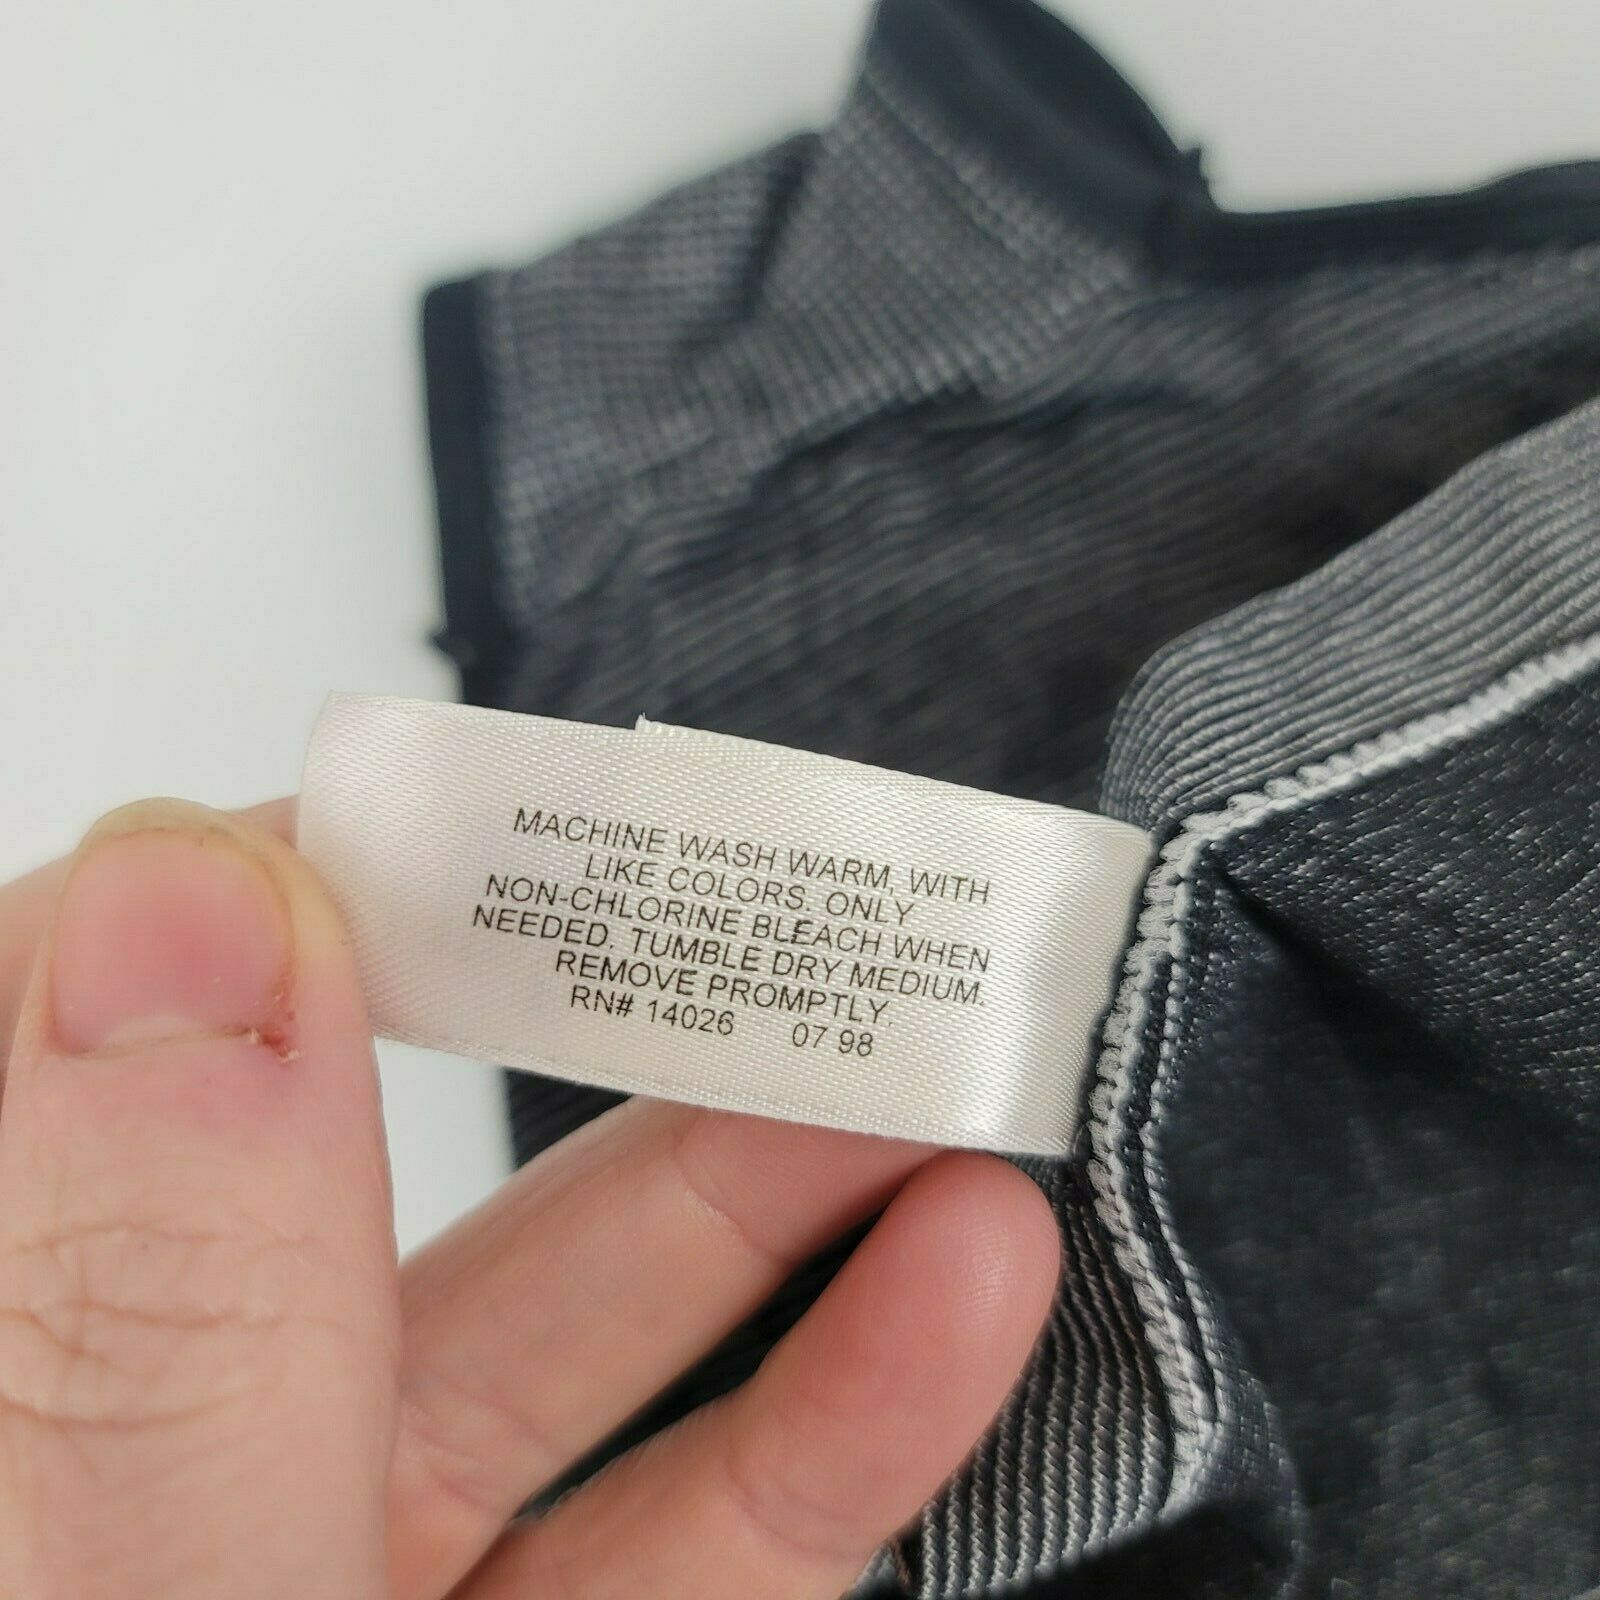 MACHINE WASH WARM, WITH
LIKE COLORS. ONLY
NON-CHLORINE BLEACH WHEN
NEEDED. TUMBLE DRY MEDIUM.
REMOVE PROMPTLY.
RN# 14026 07 98